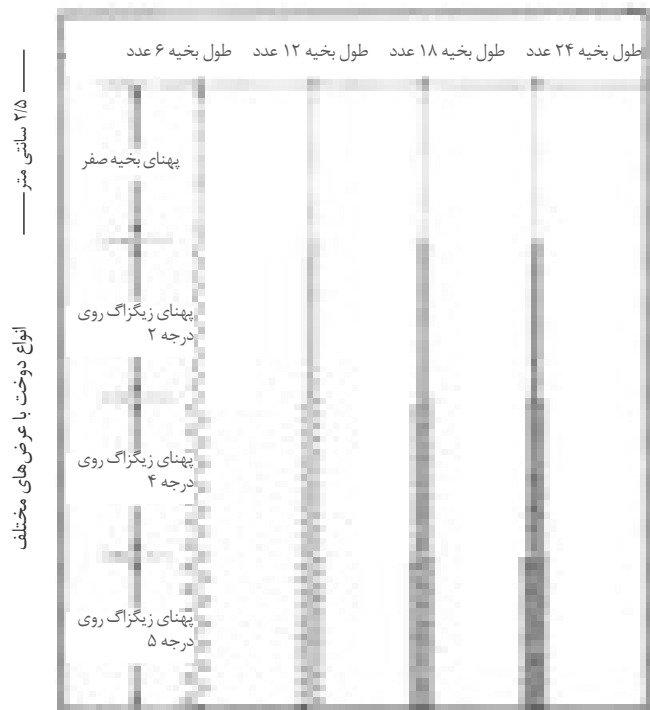 طول بخیه ۲۴ عدد
طول بخیه ۱۸ عدد
طول بخیه ۱۲ عدد
طول بخیه ۶ عدد
پهنای بخیه صفر
پهنای زیگزاگ روی
درجه ۲
پهنای زیگزاگ روی
درجه ۴
پهنای زیگزاگ روی
درجه ۵
۲/۵ سانتی متر
انواع دوخت با عرض‌های مختلف